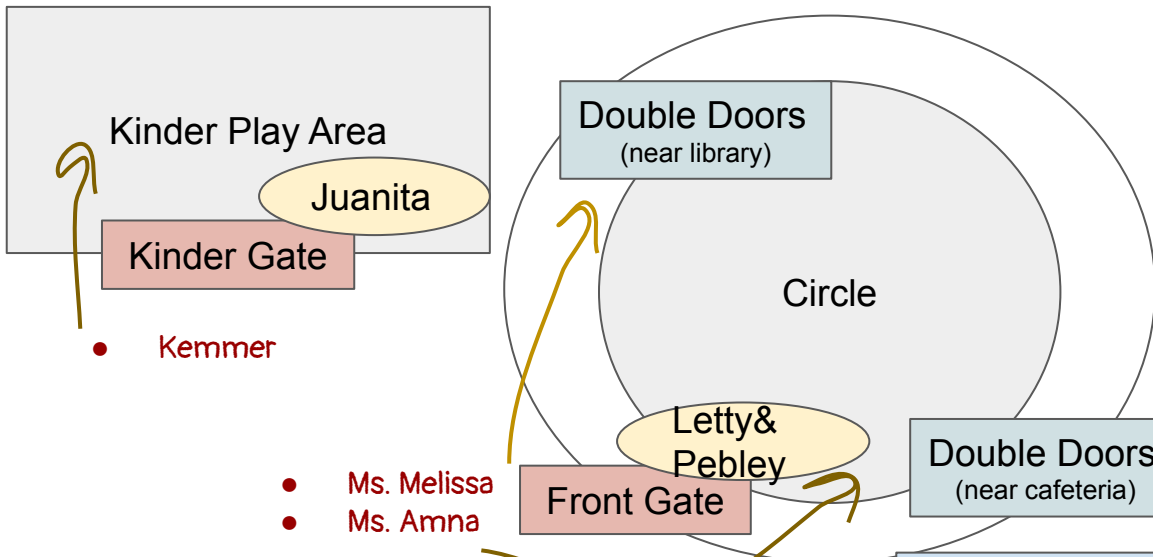 Kinder Play Area
Juanita
Kinder Gate
Kemmer
Double Doors
(near library)
Circle
Letty&
Pebley
Front Gate
Double Doors
(near cafeteria)
Ms. Melissa
Ms. Amna